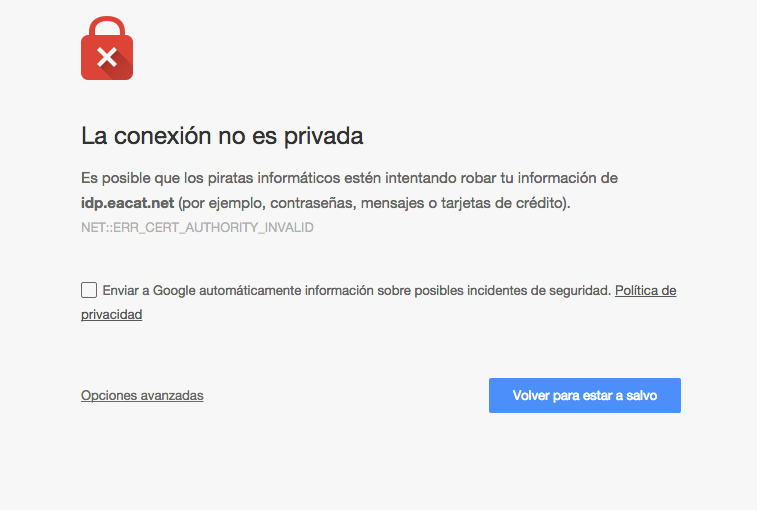 La conexión no es privada
Es posible que los piratas informáticos estén intentando robar tu información de
idp.eacat.net (por ejemplo, contraseñas, mensajes o tarjetas de crédito).
NET::ERR_CERT_AUTHORITY_INVALID
Enviar a Google automáticamente información sobre posibles incidentes de seguridad. Política de
privacidad
Opciones avanzadas
Volver para estar a salvo